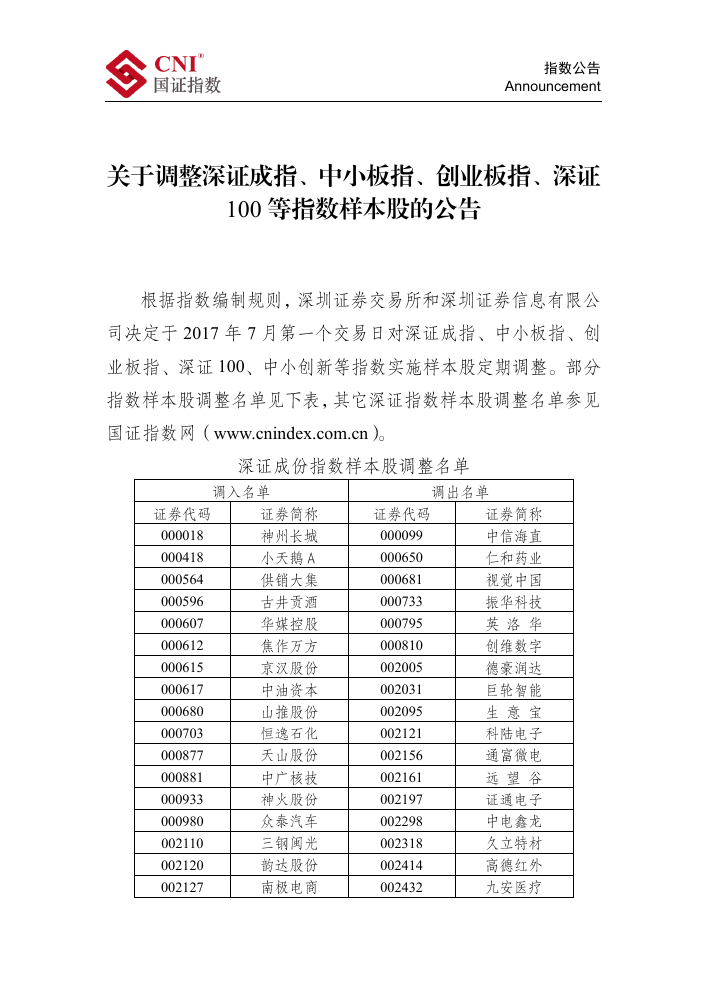 CNI®
国证指数
指数公告
Announcement
关于调整深证成指、中小板指、创业板指、深证
100 等指数样本股的公告
根据指数编制规则，深圳证券交易所和深圳证券信息有限公
司决定于 2017 年 7 月第一个交易日对深证成指、中小板指、创
业板指、深证 100、中小创新等指数实施样本股定期调整。部分
指数样本股调整名单见下表，其它深证指数样本股调整名单参见
国证指数网（www.cnindex.com.cn）。
深证成份指数样本股调整名单
调入名单 调出名单
证券代码 证券简称 证券代码 证券简称
000018 神州长城 000099 中信海直
000418 小天鹅A 000650 仁和药业
000564 供销大集 000681 视觉中国
000596 古井贡酒 000733 振华科技
000607 华媒控股 000795 英洛华
000612 焦作万方 000810 创维数字
000615 京汉股份 002005 德豪润达
000617 中油资本 002031 巨轮智能
000680 山推股份 002095 生意宝
000703 恒逸石化 002121 科陆电子
000877 天山股份 002156 通富微电
000881 中广核技 002161 远望谷
000933 神火股份 002197 证通电子
000980 众泰汽车 002298 中电鑫龙
002110 三钢闽光 002318 久立特材
002120 韵达股份 002414 高德红外
002127 南极电商 002432 九安医疗